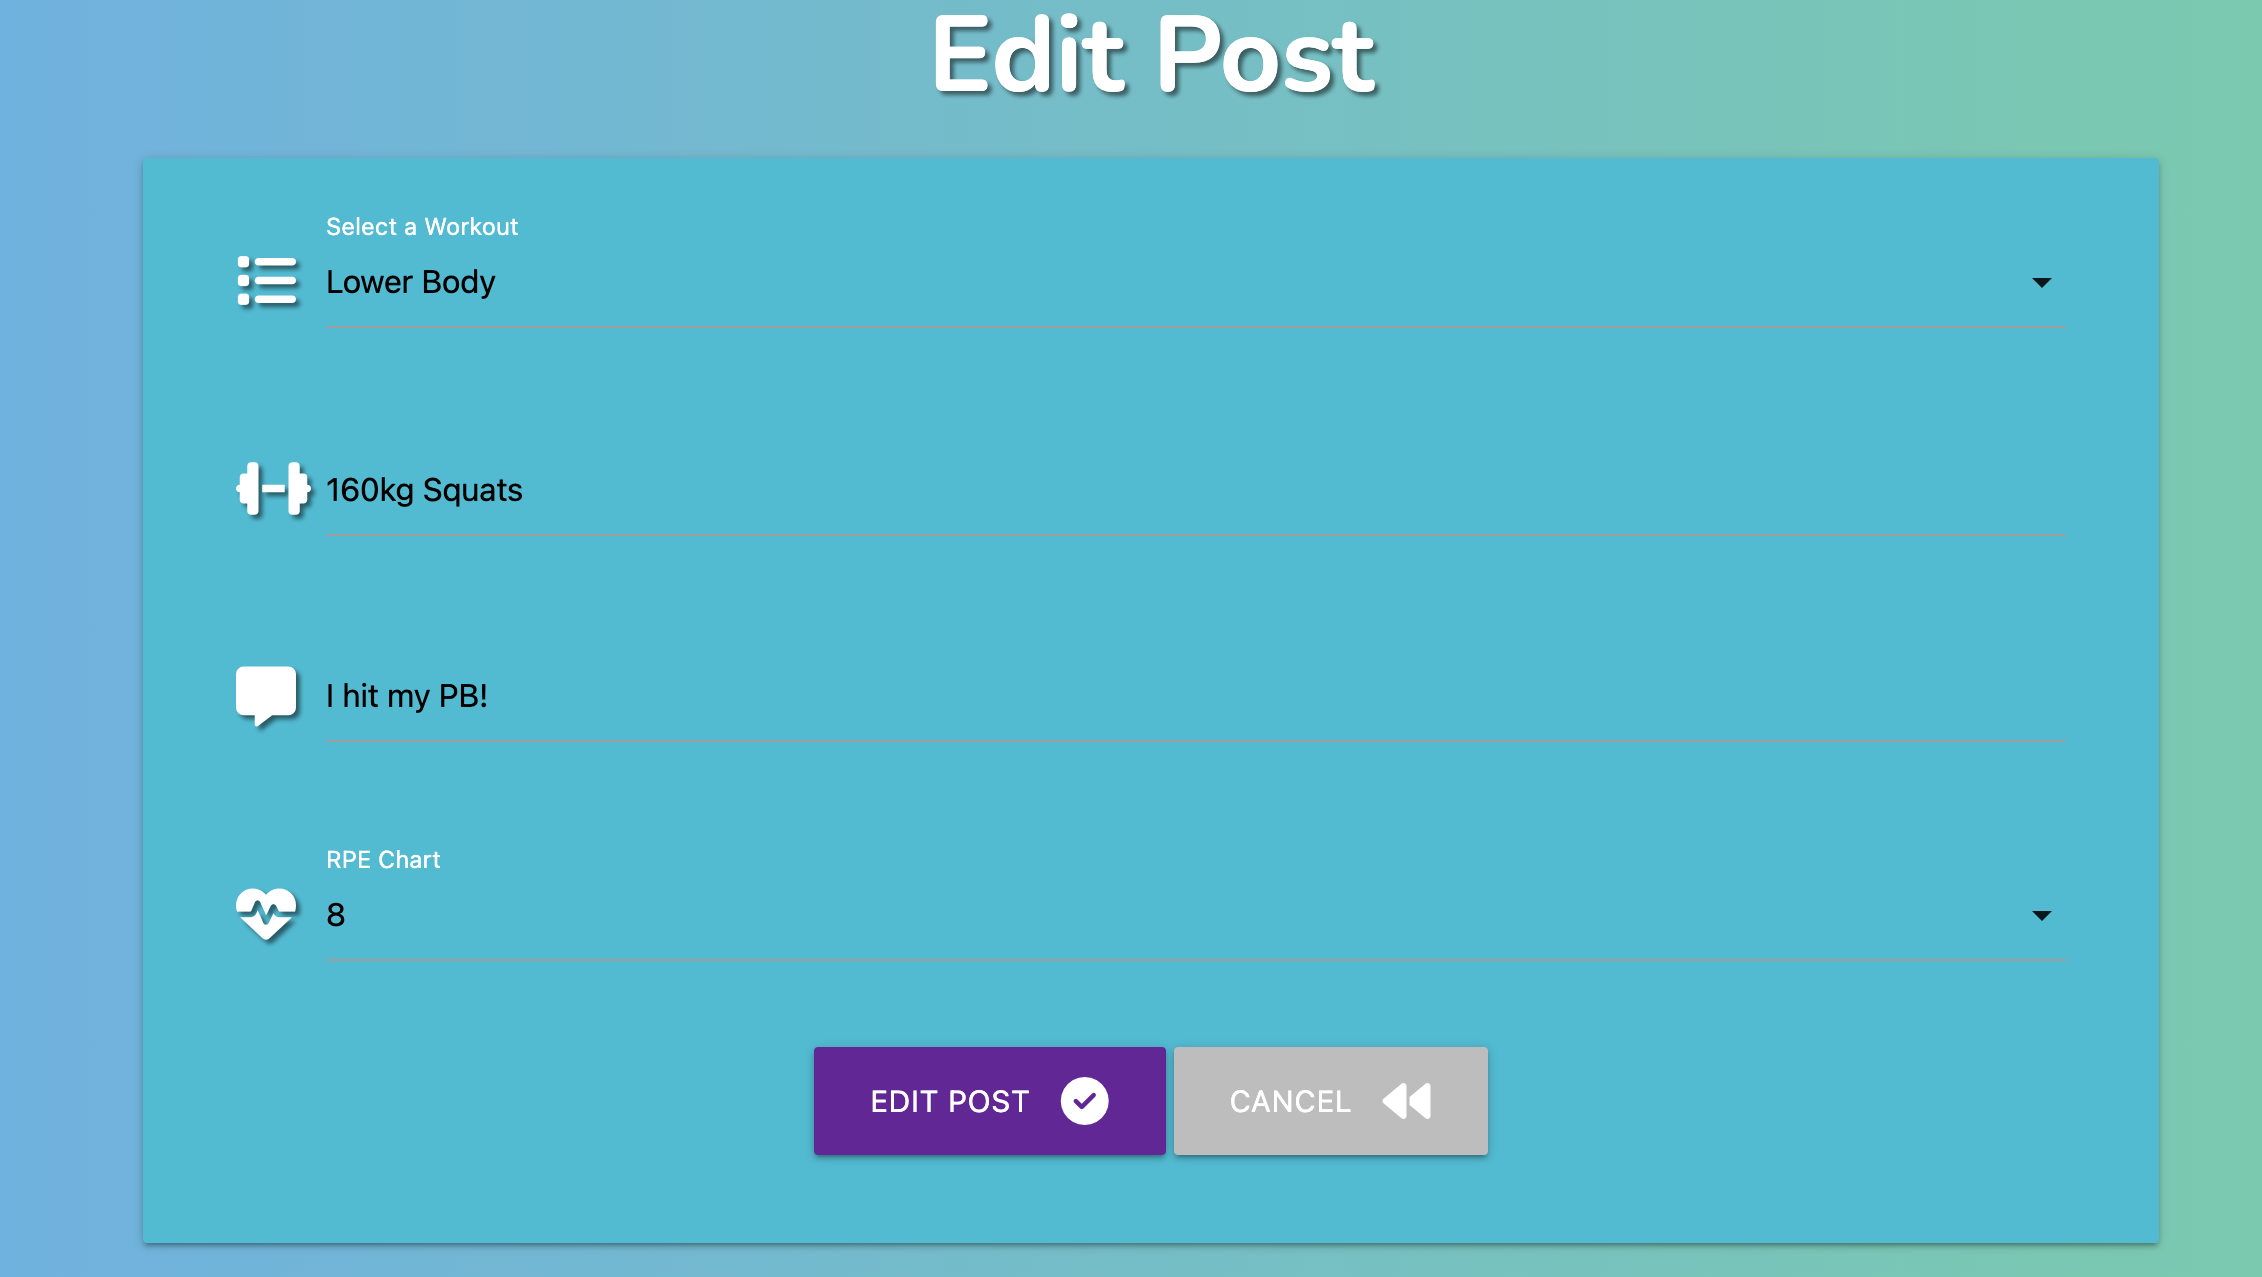 Edit Post
Select a Workout
Lower Body
160kg Squats
I hit my PB!
RPE Chart
8
EDIT POST
CANCEL